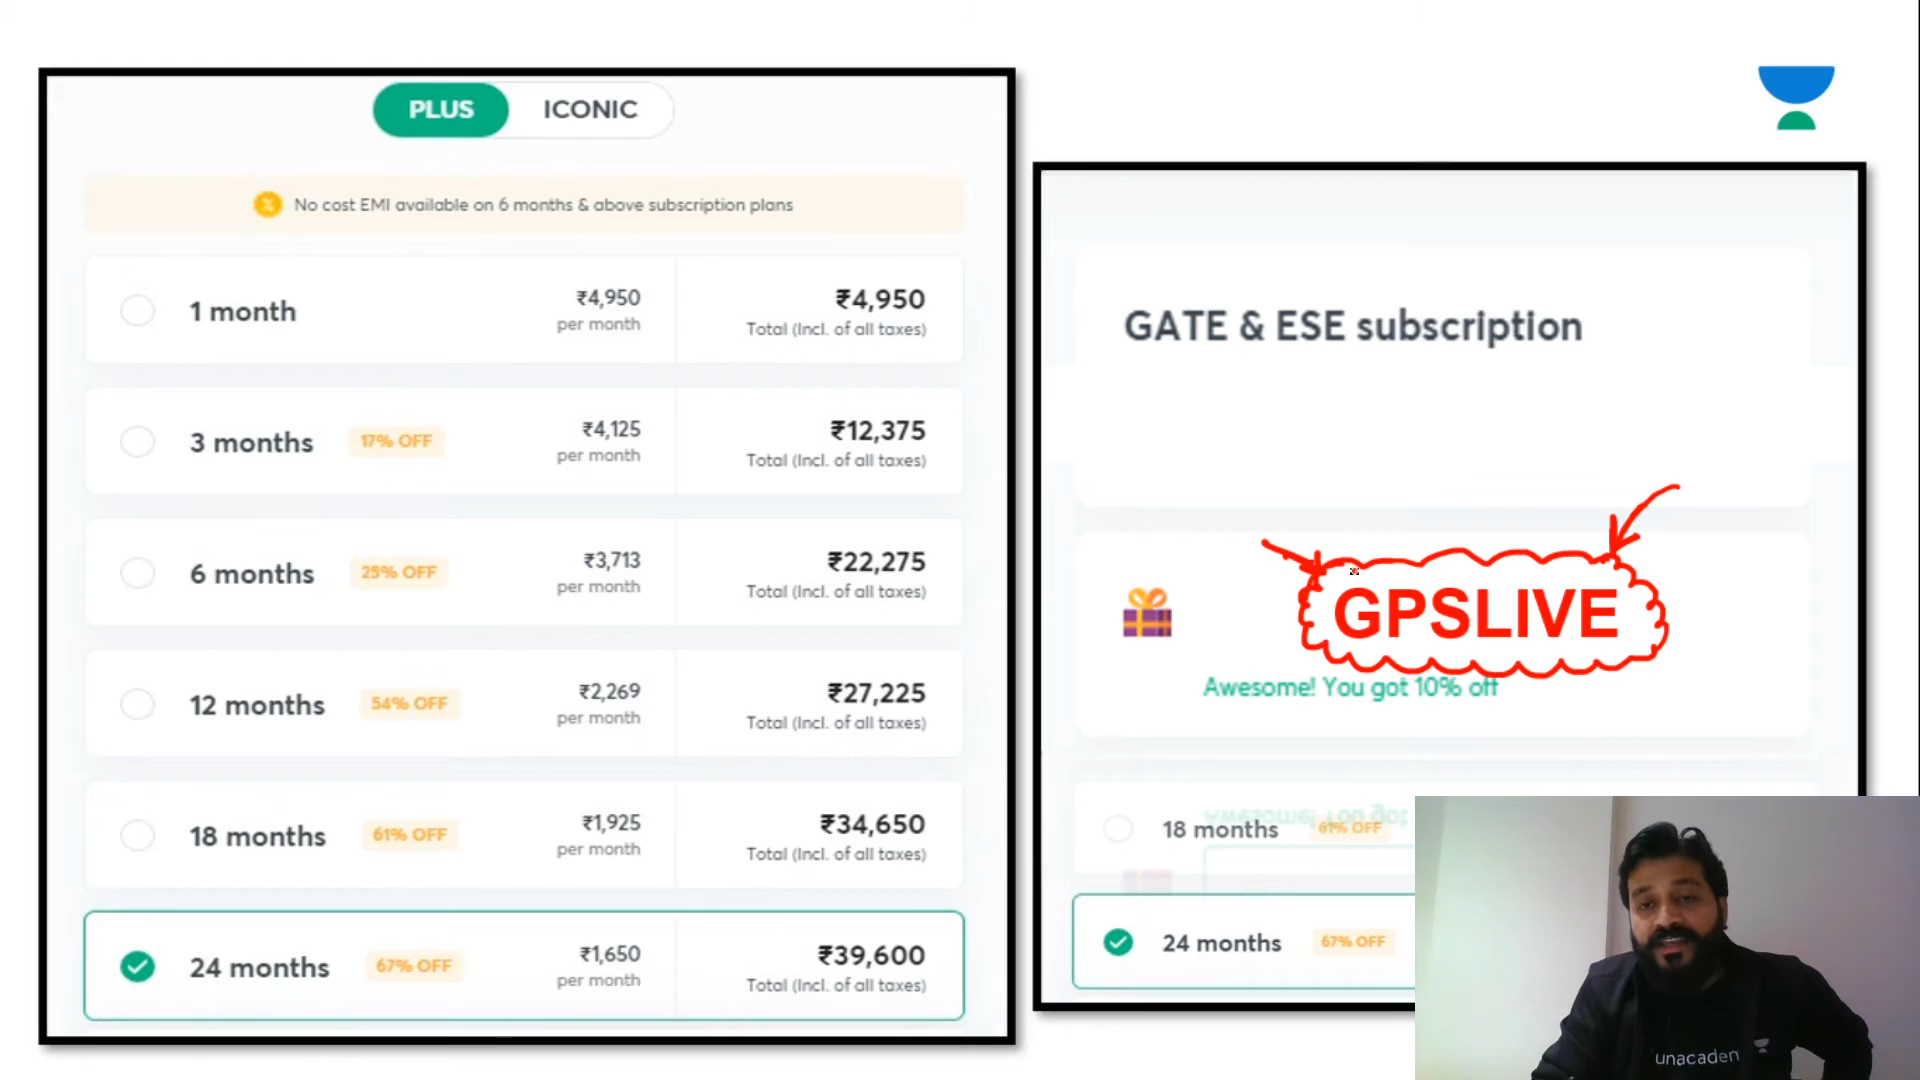 PLUS ICONIC
No cost EMI available on 6 months & above subscription plans
1 month ₹4,950 per month ₹4,950 Total (Incl. of all taxes)
3 months 17% OFF ₹4,125 per month ₹12,375 Total (Incl. of all taxes)
6 months 25% OFF ₹3,713 per month ₹22,275 Total (Incl. of all taxes)
12 months 54% OFF ₹2,269 per month ₹27,225 Total (Incl. of all taxes)
18 months 61% OFF ₹1,925 per month ₹34,650 Total (Incl. of all taxes)
24 months 67% OFF ₹1,650 per month ₹39,600 Total (Incl. of all taxes)
GATE & ESE subscription
GPSLIVE
Awesome! You got 10% off
Awesome! You got
18 months 61% OFF
24 months 67% OFF
unacaden